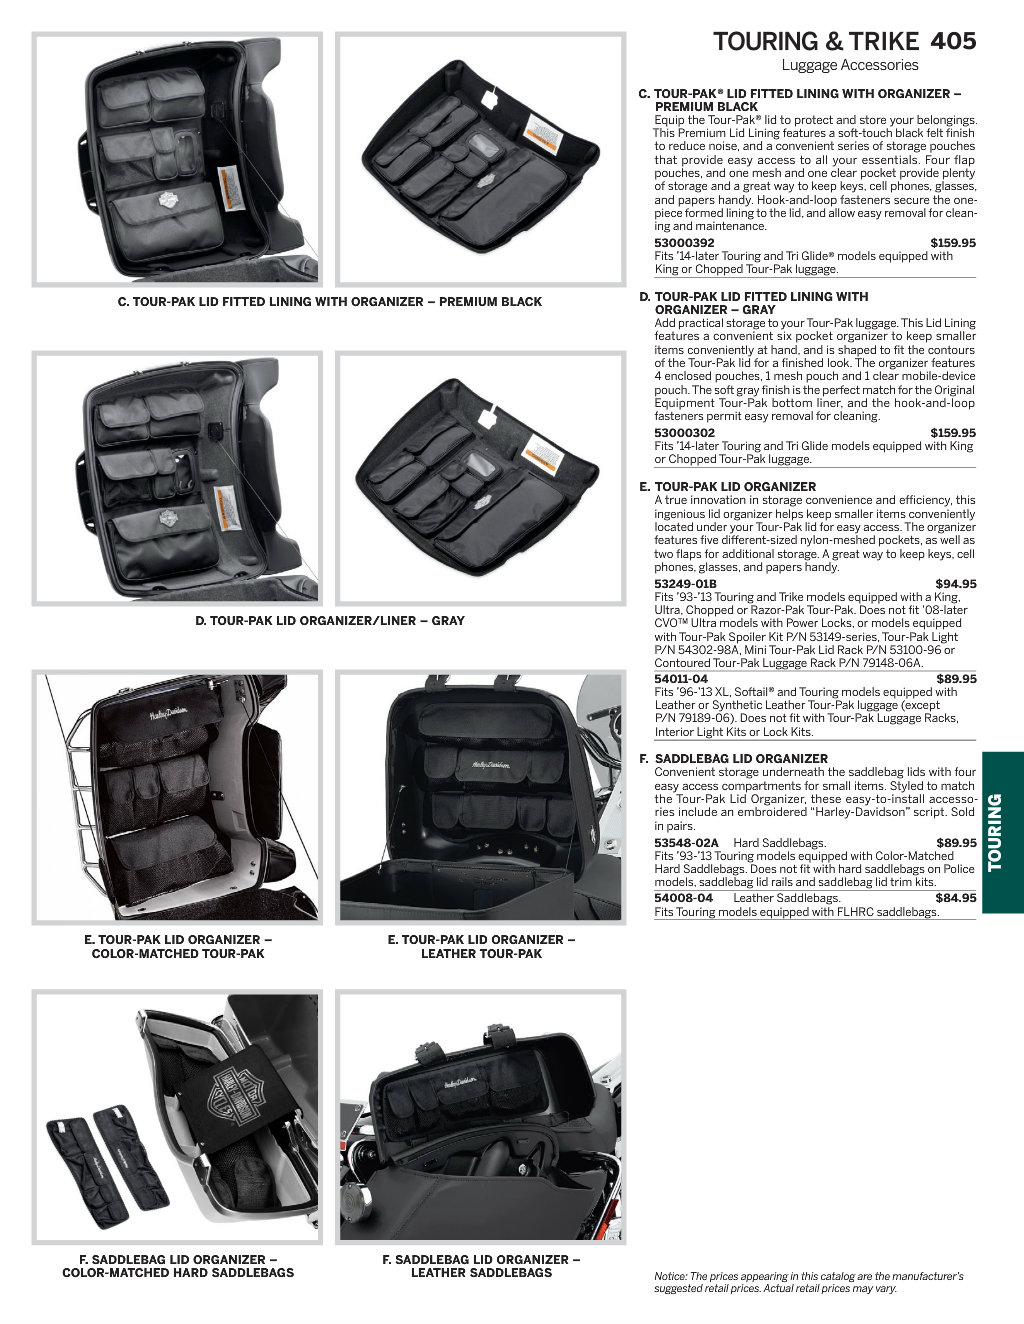 TOURING & TRIKE 405
Luggage Accessories
C. TOUR-PAK® LID FITTED LINING WITH ORGANIZER –
PREMIUM BLACK
Equip the Tour-Pak® lid to protect and store your belongings.
This Premium Lid Lining features a soft-touch black felt finish
to reduce noise, and a convenient series of storage pouches
that provide easy access to all your essentials. Four flap
pouches, and one mesh and one clear pocket provide plenty
of storage and a great way to keep keys, cell phones, glasses,
and papers handy. Hook-and-loop fasteners secure the one-
piece formed lining to the lid, and allow easy removal for clean-
ing and maintenance.
53000392 $159.95
Fits ’14-later Touring and Tri Glide® models equipped with
King or Chopped Tour-Pak luggage.
D. TOUR-PAK LID FITTED LINING WITH
ORGANIZER – GRAY
Add practical storage to your Tour-Pak luggage. This Lid Lining
features a convenient six pocket organizer to keep smaller
items conveniently at hand, and is shaped to fit the contours
of the Tour-Pak lid for a finished look. The organizer features
4 enclosed pouches, 1 mesh pouch and 1 clear mobile-device
pouch. The soft gray finish is the perfect match for the Original
Equipment Tour-Pak bottom liner, and the hook-and-loop
fasteners permit easy removal for cleaning.
53000302 $159.95
Fits ’14-later Touring and Tri Glide models equipped with King
or Chopped Tour-Pak luggage.
E. TOUR-PAK LID ORGANIZER
A true innovation in storage convenience and efficiency, this
ingenious lid organizer helps keep smaller items conveniently
located under your Tour-Pak lid for easy access. The organizer
features five different-sized nylon-meshed pockets, as well as
two flaps for additional storage. A great way to keep keys, cell
phones, glasses, and papers handy.
53249-01B $94.95
Fits ’93-’13 Touring and Trike models equipped with a King,
Ultra, Chopped or Razor-Pak Tour-Pak. Does not fit ’08-later
CVO™ Ultra models with Power Locks, or models equipped
with Tour-Pak Spoiler Kit P/N 53149-series, Tour-Pak Light
P/N 54302-98A, Mini Tour-Pak Lid Rack P/N 53100-96 or
Contoured Tour-Pak Luggage Rack P/N 79148-06A.
54011-04 $89.95
Fits ’96-’13 XL, Softail® and Touring models equipped with
Leather or Synthetic Leather Tour-Pak luggage (except
P/N 79189-06). Does not fit with Tour-Pak Luggage Racks,
Interior Light Kits or Lock Kits.
F. SADDLEBAG LID ORGANIZER
Convenient storage underneath the saddlebag lids with four
easy access compartments for small items. Styled to match
the Tour-Pak Lid Organizer, these easy-to-install accesso-
ries include an embroidered “Harley-Davidson” script. Sold
in pairs.
53548-02A Hard Saddlebags. $89.95
Fits ’93-’13 Touring models equipped with Color-Matched
Hard Saddlebags. Does not fit with hard saddlebags on Police
models, saddlebag lid rails and saddlebag lid trim kits.
54008-04 Leather Saddlebags. $84.95
Fits Touring models equipped with FLHRC saddlebags.
TOURING
C. TOUR-PAK LID FITTED LINING WITH ORGANIZER – PREMIUM BLACK
D. TOUR-PAK LID ORGANIZER/LINER – GRAY
Harley-Davidson
Harley-Davidson
E. TOUR-PAK LID ORGANIZER –
COLOR-MATCHED TOUR-PAK
E. TOUR-PAK LID ORGANIZER –
LEATHER TOUR-PAK
MOTOR
HARLEY-DAVIDSON
CYCLES
Harley-Davidson
F. SADDLEBAG LID ORGANIZER –
COLOR-MATCHED HARD SADDLEBAGS
F. SADDLEBAG LID ORGANIZER –
LEATHER SADDLEBAGS
Notice: The prices appearing in this catalog are the manufacturer’s
suggested retail prices. Actual retail prices may vary.